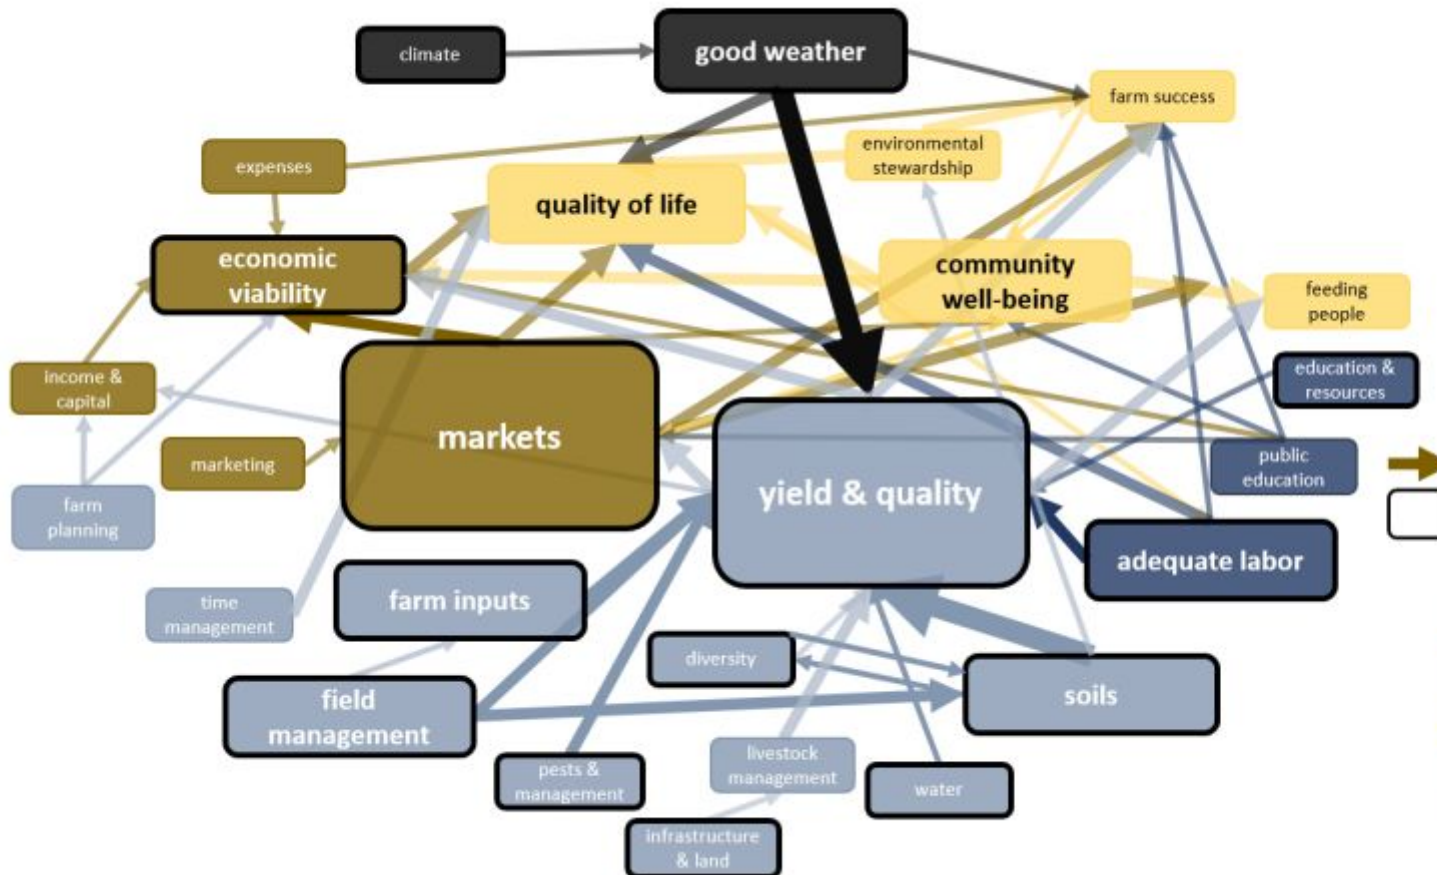 good weather
climate
farm success
expenses
environmental
stewardship
quality of life
economic
viability
community
well-being
feeding
people
income &
capital
education &
resources
markets
marketing
public
education
yield & quality
farm
planning
adequate labor
farm inputs
time
management
diversity
soils
field
management
livestock
management
pests &
management
water
infrastructure
& land